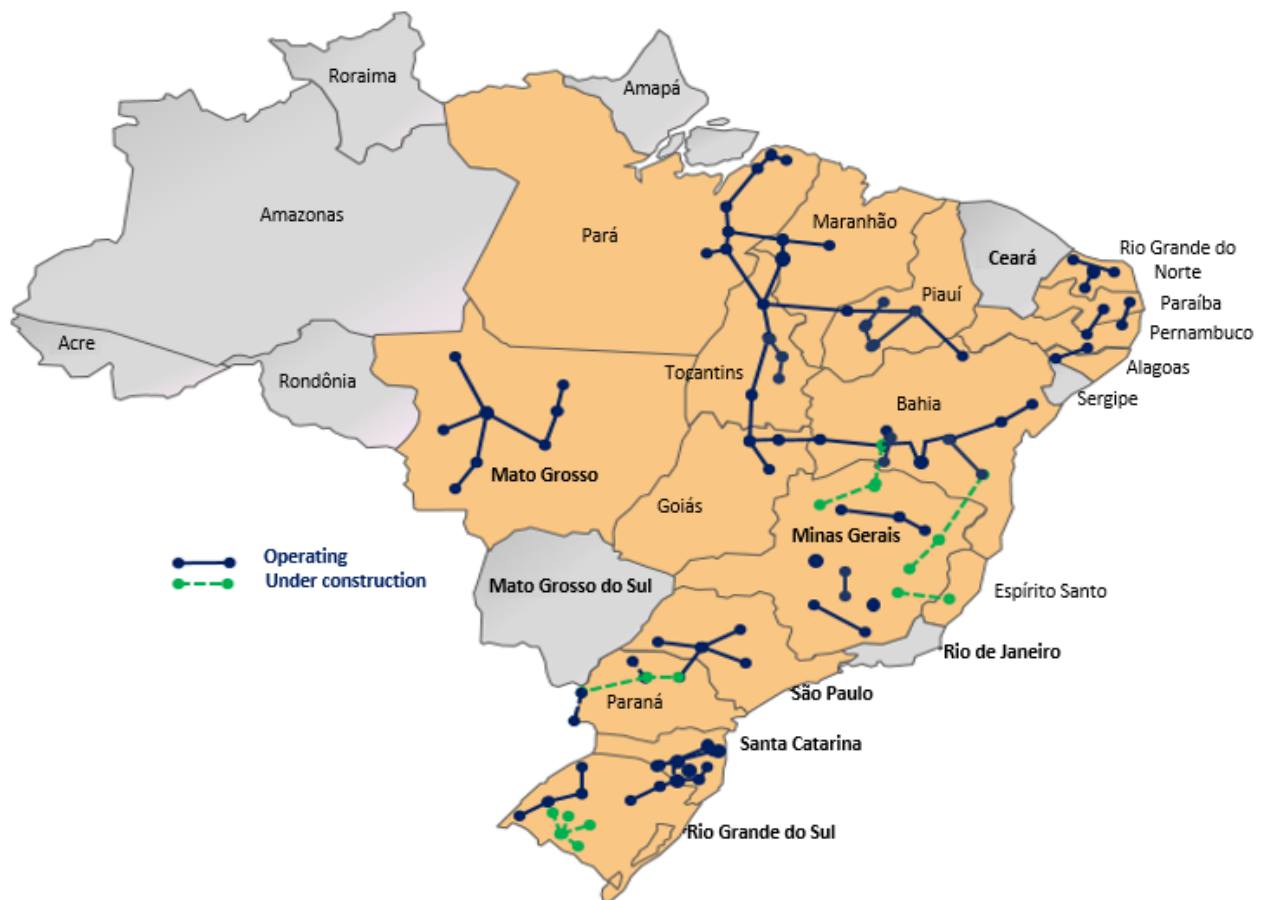 Roraima
Amapá
Amazonas
Pará
Maranhão
Ceará
Rio Grande do
Norte
Piauí
Paraíba
Pernambuco
Acre
Rondônia
Tocantins
Alagoas
Sergipe
Bahia
Mato Grosso
Goiás
Minas Gerais
Operating
Under construction
Mato Grosso do Sul
Espírito Santo
Rio de Janeiro
São Paulo
Paraná
Santa Catarina
Rio Grande do Sul